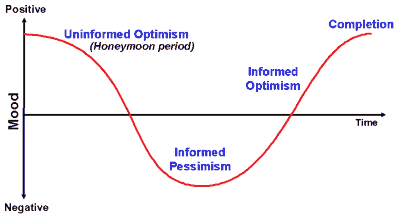 Positive
Uninformed Optimism
(Honeymoon period)
Completion
Informed
Optimism
Mood
Time
Informed
Pessimism
Negative